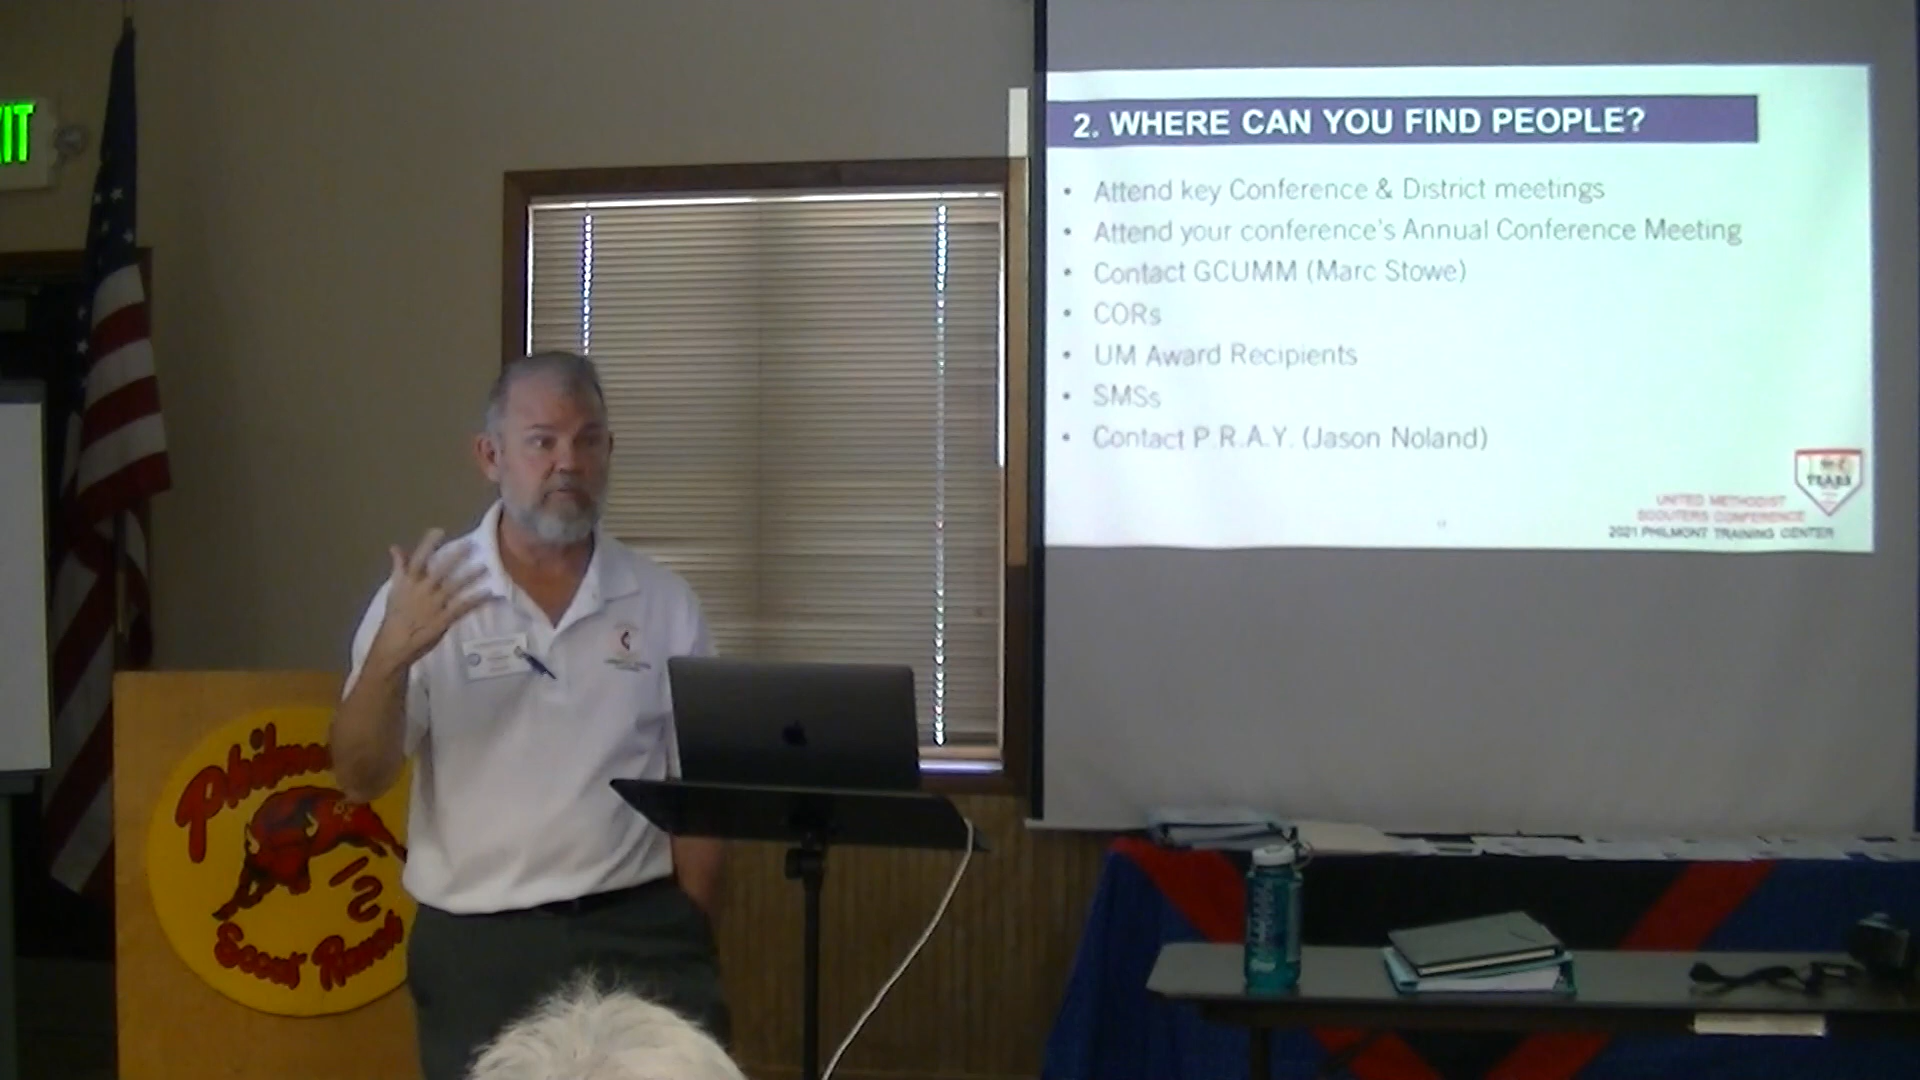 2. WHERE CAN YOU FIND PEOPLE?
• Attend key Conference & District meetings
• Attend your conference's Annual Conference Meeting
• Contact GCUMM (Marc Stowe)
• CORs
• UM Award Recipients
• SMSs
• Contact P.R.A.Y. (Jason Noland)
YEARS
UNITED METHODIST
SCOUTERS CONFERENCE
2021 PHILMONT TRAINING CENTER
Scout Ranch